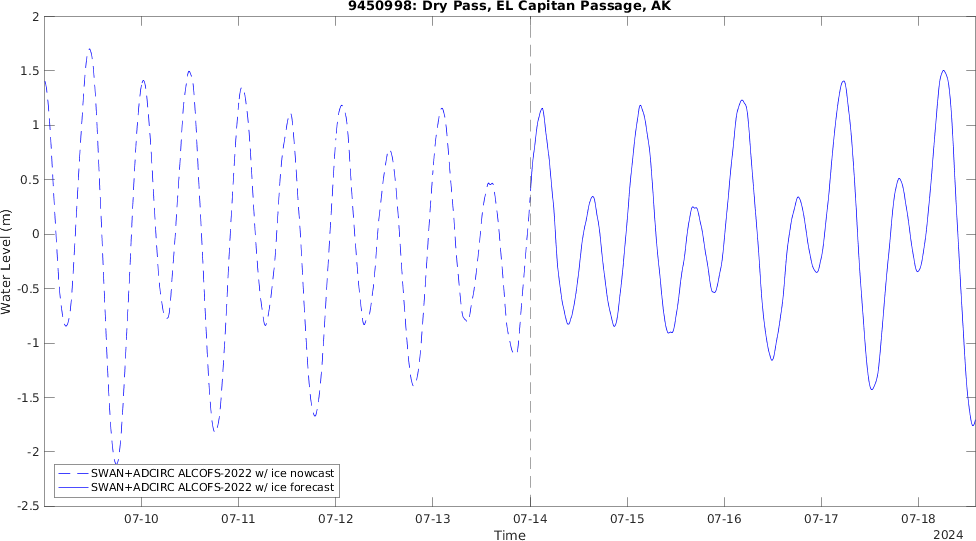 9450998: Dry Pass, EL Capitan Passage, AK
2
1.5
1
0.5
0
-0.5
-1
-1.5
-2
-2.5
Water Level (m)
SWAN+ADCIRC ALCOFS-2022 w/ ice nowcast
SWAN+ADCIRC ALCOFS-2022 w/ ice forecast
07-10 07-11 07-12 07-13 07-14 07-15 07-16 07-17 07-18
Time
2024